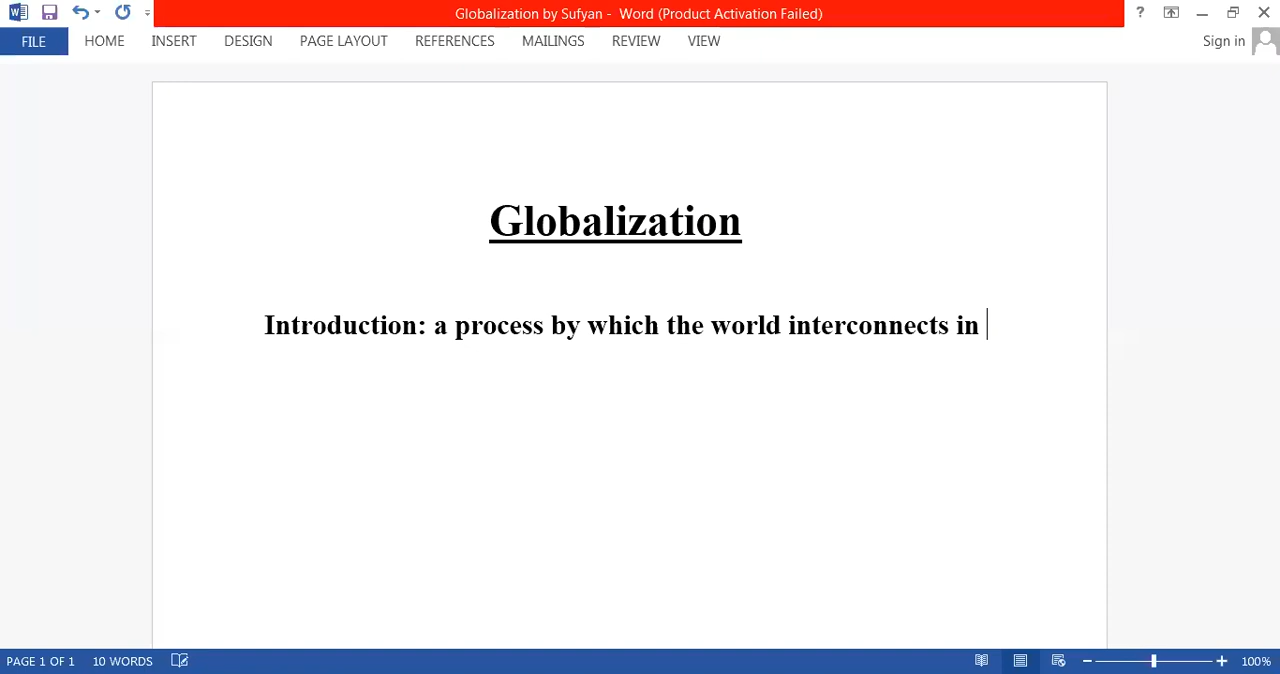 Globalization by Sufyan - Word (Product Activation Failed)
?
FILE HOME INSERT DESIGN PAGE LAYOUT REFERENCES MAILINGS REVIEW VIEW Sign in
Globalization
Introduction: a process by which the world interconnects in
PAGE 1 OF 1 10 WORDS 100%